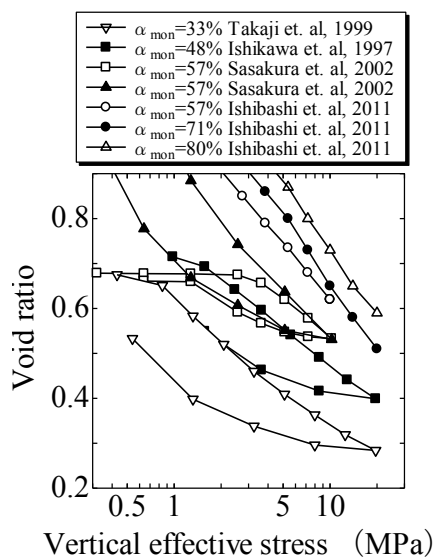 α mon=33% Takaji et. al, 1999
α mon=48% Ishikawa et. al, 1997
α mon=57% Sasakura et. al, 2002
α mon=57% Sasakura et. al, 2002
α mon=57% Ishibashi et. al, 2011
α mon=71% Ishibashi et. al, 2011
α mon=80% Ishibashi et. al, 2011
0.8
0.6
0.4
0.2
Void ratio
0.5 1 5 10
Vertical effective stress (MPa)